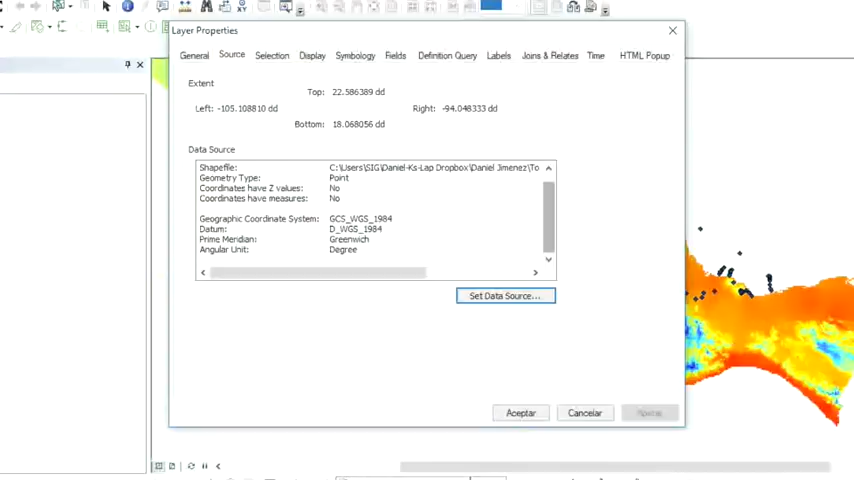 Layer Properties
General Source Selection Display Symbology Fields Definition Query Labels Joins & Relates Time HTML Popup
Extent
Top: 22.586389 dd
Left: -105.108810 dd Right: -94.048333 dd
Bottom: 18.068056 dd
Data Source
Shapefile: C:\Users\SIG\Daniel-Ks-Lap Dropbox\Daniel Jimenez\To
Geometry Type: Point
Coordinates have Z values: No
Coordinates have measures: No
Geographic Coordinate System: GCS_WGS_1984
Datum: D_WGS_1984
Prime Meridian: Greenwich
Angular Unit: Degree
Set Data Source...
Aceptar Cancelar